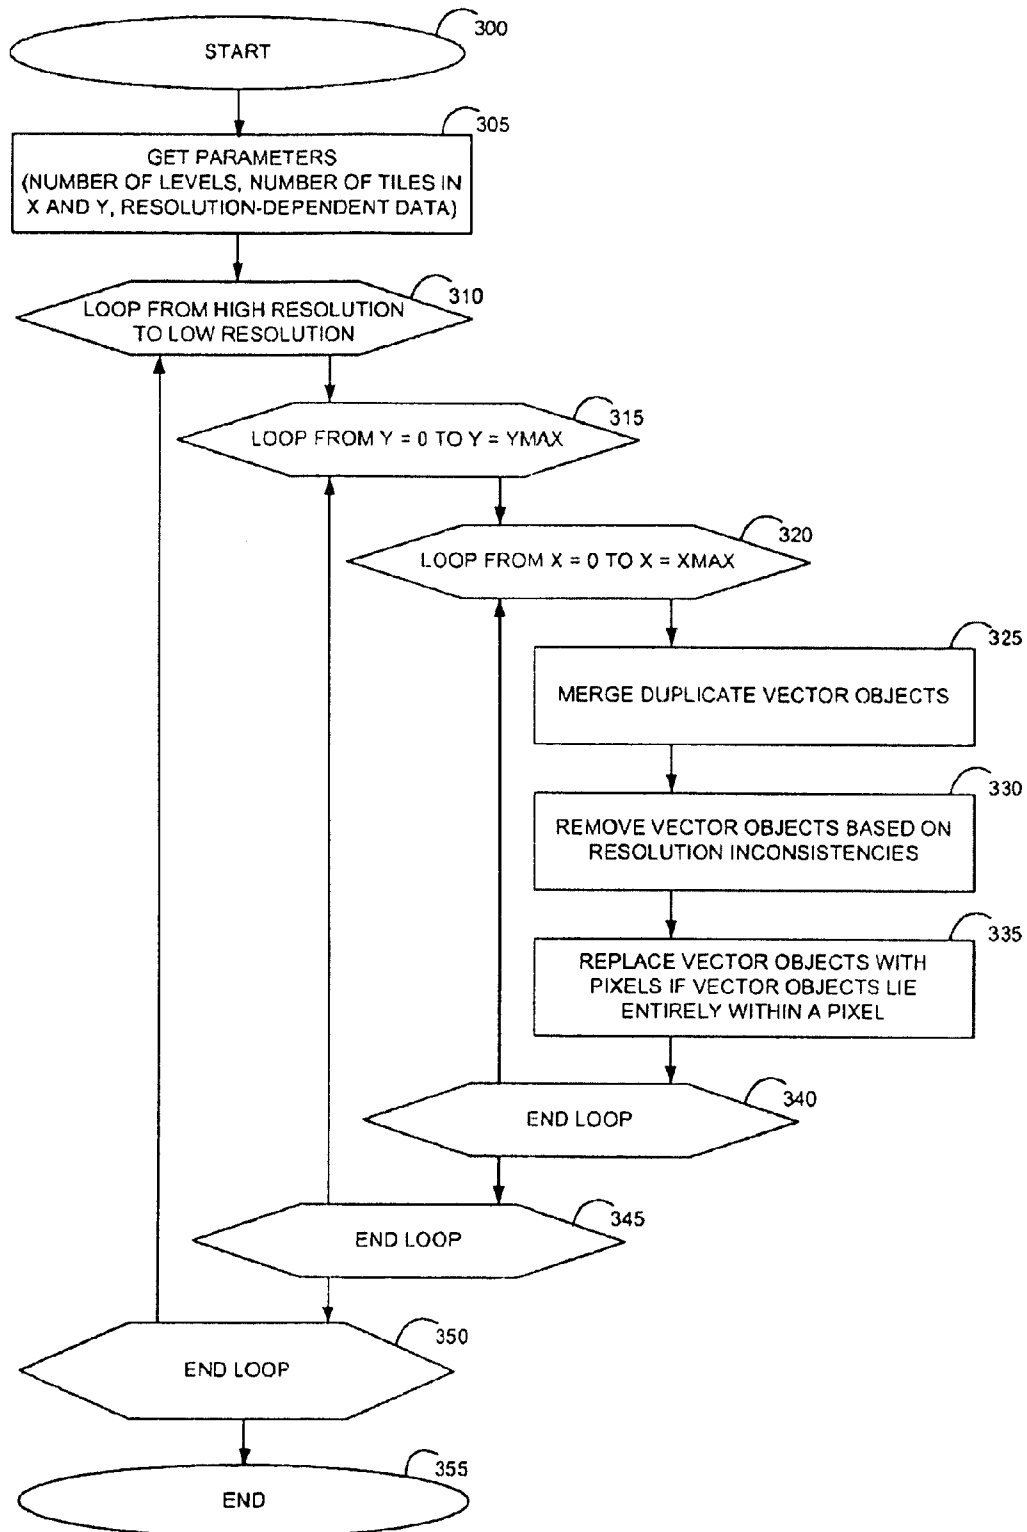 300
START
305
GET PARAMETERS
(NUMBER OF LEVELS, NUMBER OF TILES IN
X AND Y, RESOLUTION-DEPENDENT DATA)
310
LOOP FROM HIGH RESOLUTION
TO LOW RESOLUTION
315
LOOP FROM Y = 0 TO Y = YMAX
320
LOOP FROM X = 0 TO X = XMAX
325
MERGE DUPLICATE VECTOR OBJECTS
330
REMOVE VECTOR OBJECTS BASED ON
RESOLUTION INCONSISTENCIES
335
REPLACE VECTOR OBJECTS WITH
PIXELS IF VECTOR OBJECTS LIE
ENTIRELY WITHIN A PIXEL
340
END LOOP
345
END LOOP
350
END LOOP
355
END